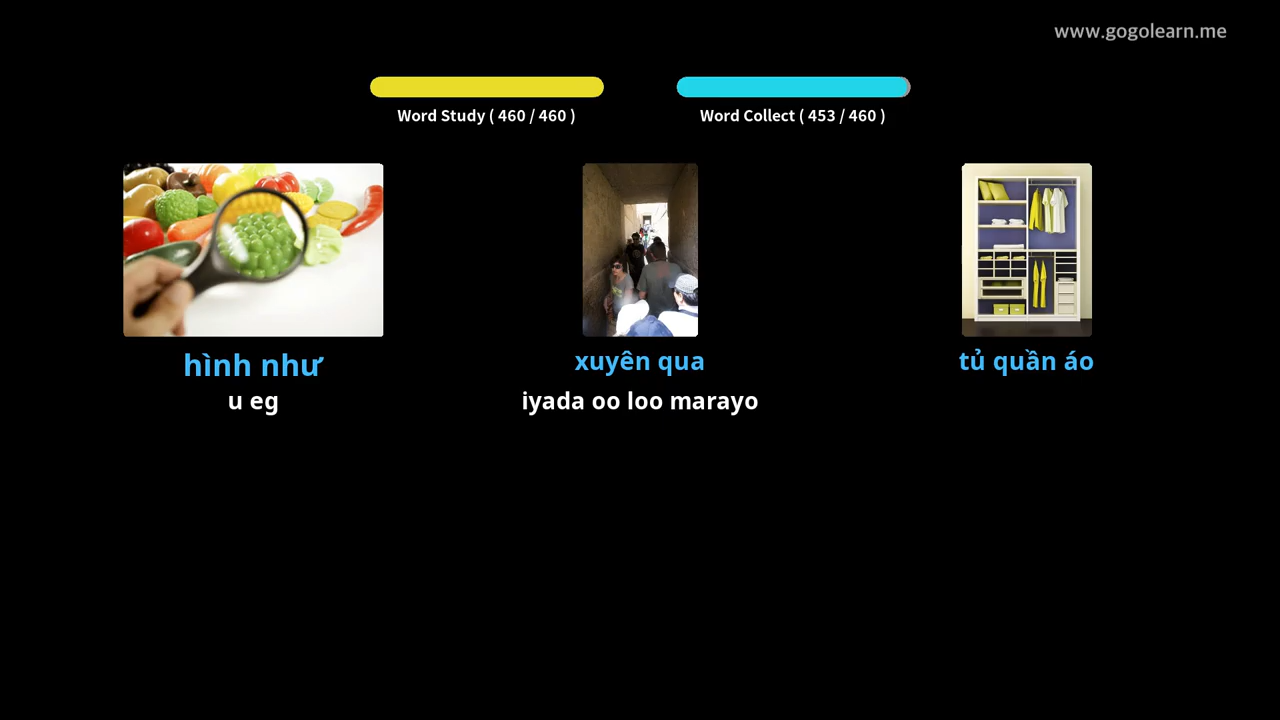 www.gogolearn.me
Word Study ( 460 / 460 )
Word Collect ( 453 / 460 )
hình như
u eg
xuyên qua
iyada oo loo marayo
tủ quần áo